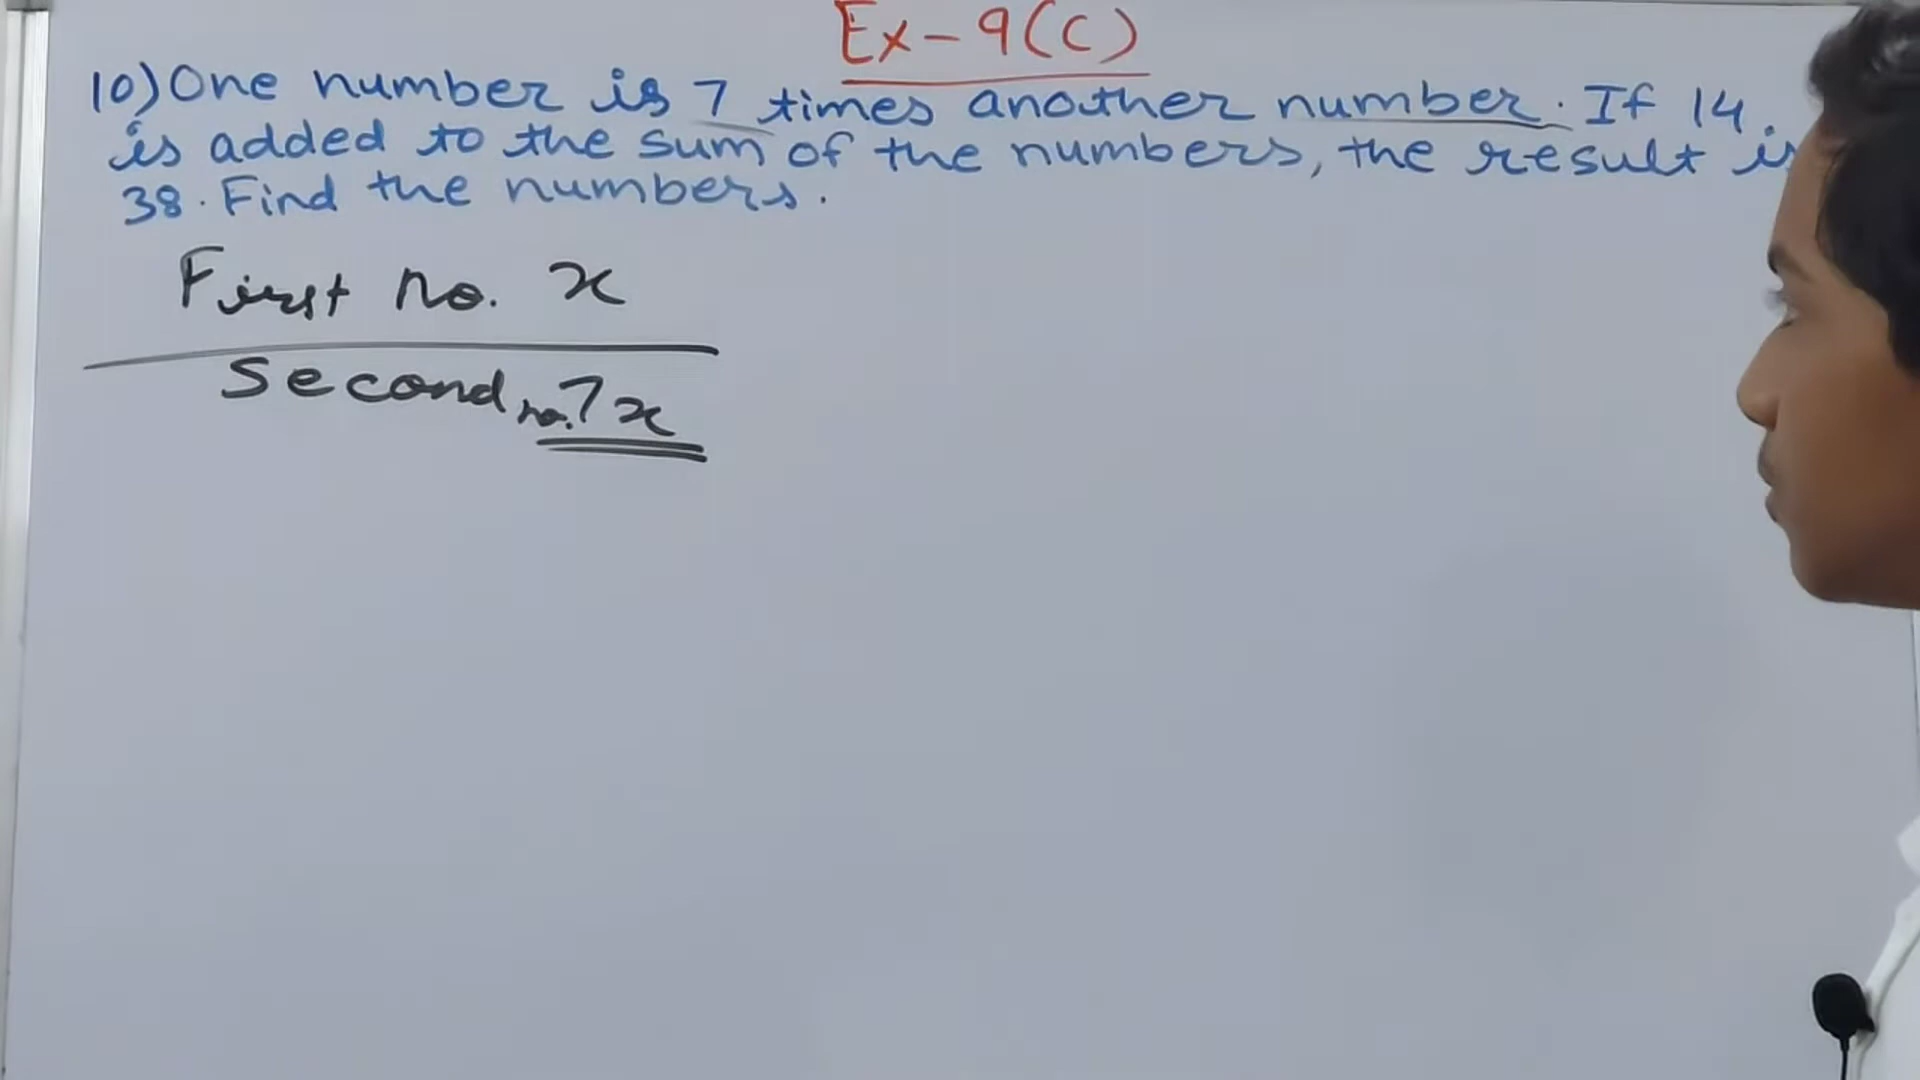 Ex-9(C)
10) One number is 7 times another number. If 14
is added to the sum of the numbers, the result is
38. Find the numbers.
First no. x
Second no. 7x